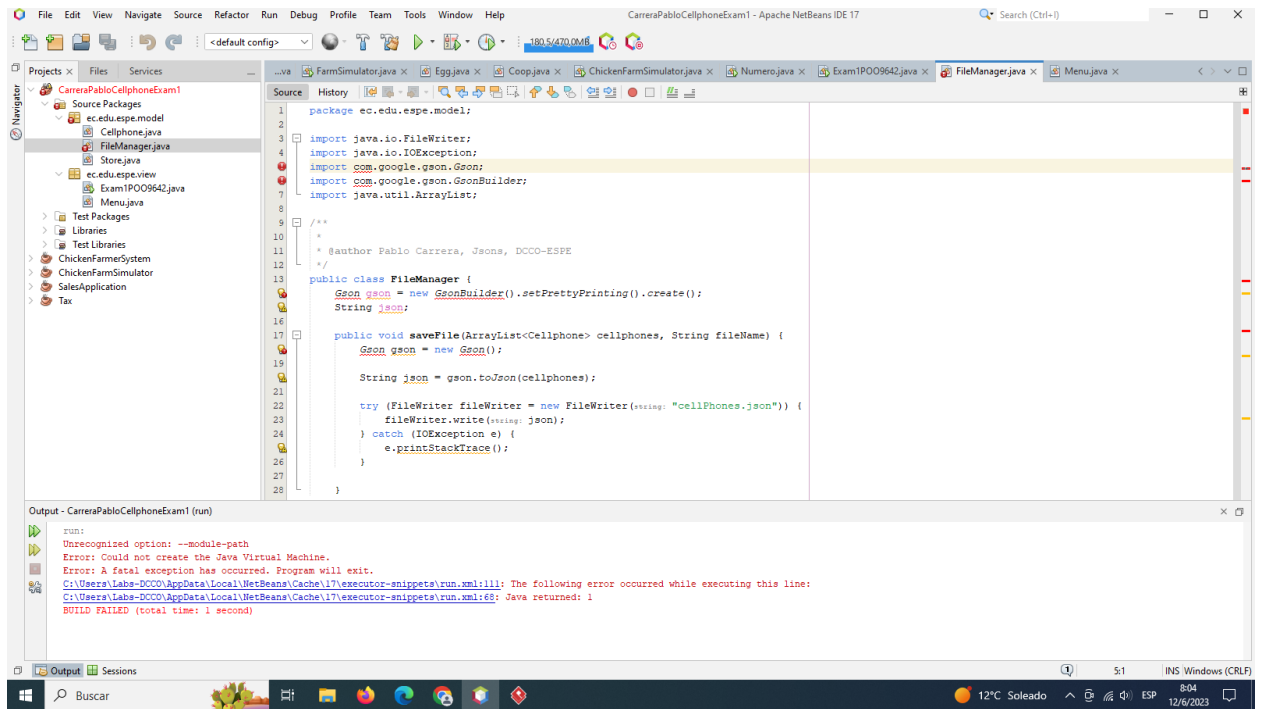 File Edit View Navigate Source Refactor Run Debug Profile Team Tools Window Help
CarreraPabloCellphoneExam1 - Apache NetBeans IDE 17
Search (Ctrl+I)
<default config>
180,5/470,0MB
Projects Files Services
Navigator
CarreraPabloCellphoneExam1
Source Packages
ec.edu.espe.model
Cellphone.java
FileManager.java
Store.java
ec.edu.espe.view
Exam1POO9642.java
Menu.java
Test Packages
Libraries
Test Libraries
ChickenFarmerSystem
ChickenFarmSimulator
SalesApplication
Tax
...va FarmSimulator.java Egg.java Coop.java ChickenFarmSimulator.java Numero.java Exam1POO9642.java FileManager.java Menu.java
Source History
1 package ec.edu.espe.model;
2
3 import java.io.FileWriter;
4 import java.io.IOException;
import com.google.gson.Gson;
import com.google.gson.GsonBuilder;
7 import java.util.ArrayList;
8
9 /**
10 *
11 * @author Pablo Carrera, Jsons, DCCO-ESPE
12 */
13 public class FileManager {
Gson gson = new GsonBuilder().setPrettyPrinting().create();
String json;
16
17 public void saveFile(ArrayList<Cellphone> cellphones, String fileName) {
Gson gson = new Gson();
19
String json = gson.toJson(cellphones);
21
22 try (FileWriter fileWriter = new FileWriter(string: "cellPhones.json")) {
23 fileWriter.write(string: json);
24 } catch (IOException e) {
e.printStackTrace();
26 }
27
28 }
Output - CarreraPabloCellphoneExam1 (run)
run:
Unrecognized option: --module-path
Error: Could not create the Java Virtual Machine.
Error: A fatal exception has occurred. Program will exit.
C:\Users\Labs-DCCO\AppData\Local\NetBeans\Cache\17\executor-snippets\run.xml:111: The following error occurred while executing this line:
C:\Users\Labs-DCCO\AppData\Local\NetBeans\Cache\17\executor-snippets\run.xml:68: Java returned: 1
BUILD FAILED (total time: 1 second)
Output Sessions
1 5:1 INS Windows (CRLF)
Buscar
12°C Soleado
ESP
8:04
12/6/2023